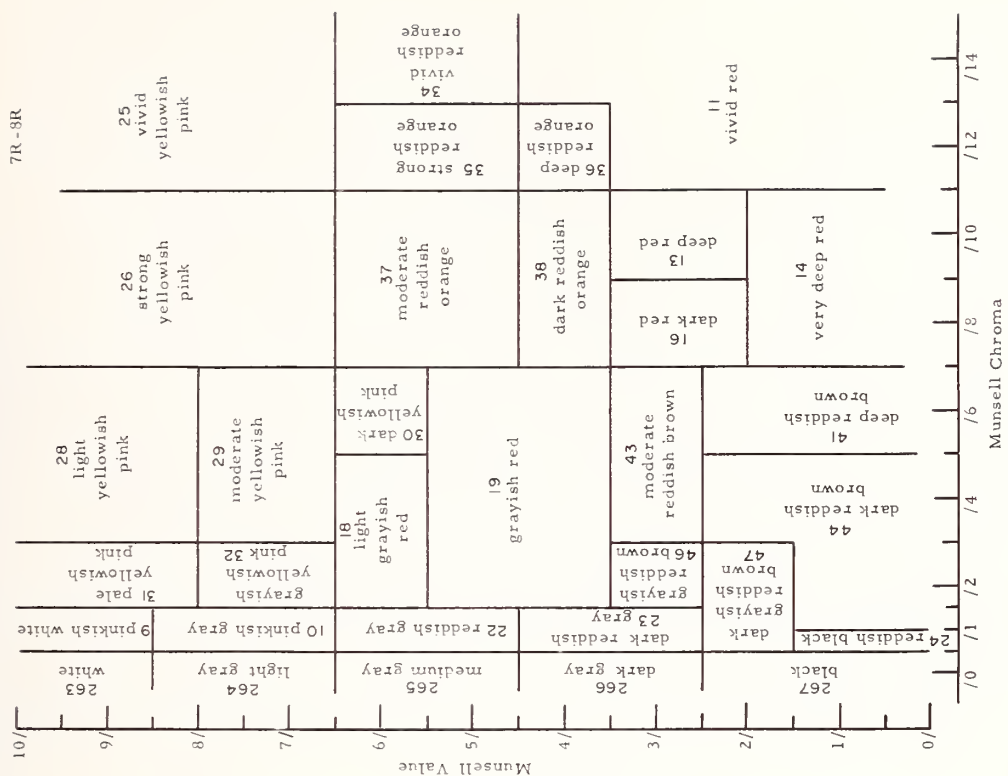 7R - 8R
25
vivid
yellowish
pink
34
vivid
reddish
orange
35 strong
reddish
orange
36 deep
reddish
orange
11
vivid red
26
strong
yellowish
pink
37
moderate
reddish
orange
38
dark reddish
orange
13
deep red
16
dark red
14
very deep red
28
light
yellowish
pink
29
moderate
yellowish
pink
30 dark
yellowish
pink
18
light
grayish
red
19
grayish red
43
moderate
reddish brown
41
deep reddish
brown
44
dark reddish
brown
31 pale
yellowish
pink
grayish
yellowish
pink 32
grayish
reddish
46 brown
47
dark
grayish
reddish
brown
9 pinkish white
10 pinkish gray
22 reddish gray
dark reddish
23 gray
24 reddish black
263
white
264
light gray
265
medium gray
266
dark gray
267
black
/14
/12
/10
/8
/6
/4
/2
/1
/0
Munsell Chroma
10/
9/
8/
7/
6/
5/
4/
3/
2/
1/
0/
Munsell Value